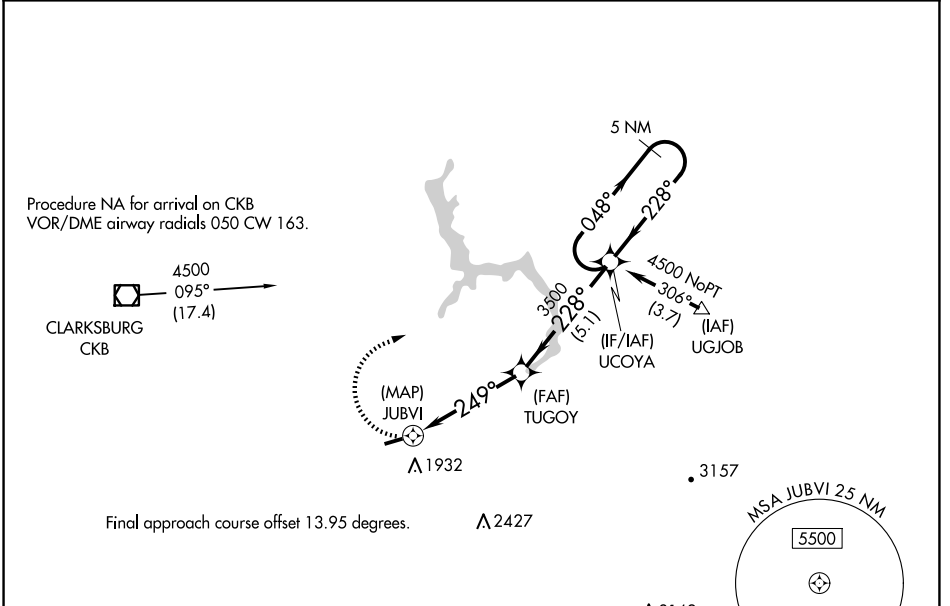 5 NM
048°
228°
Procedure NA for arrival on CKB
VOR/DME airway radials 050 CW 163.
4500
095°
(17.4)
CLARKSBURG
CKB
4500 NoPT
306°
(3.7)
(IAF)
UGJOB
3500
228°
(5.1)
(IF/IAF)
UCOYA
(MAP)
JUBVI
249°
(FAF)
TUGOY
1932
3157
Final approach course offset 13.95 degrees.
2427
MSA JUBVI 25 NM
5500